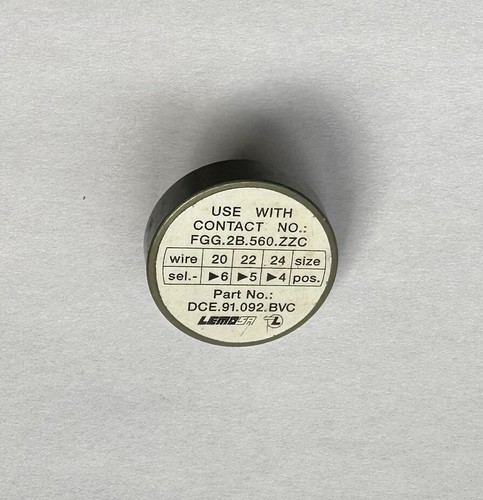 USE WITH
CONTACT NO.:
FGG.2B.560.ZZC
wire 20 22 24 size
sel.- ▶6 ▶5 ▶4 pos.
Part No.:
DCE.91.092.BVC
LEMO SA L